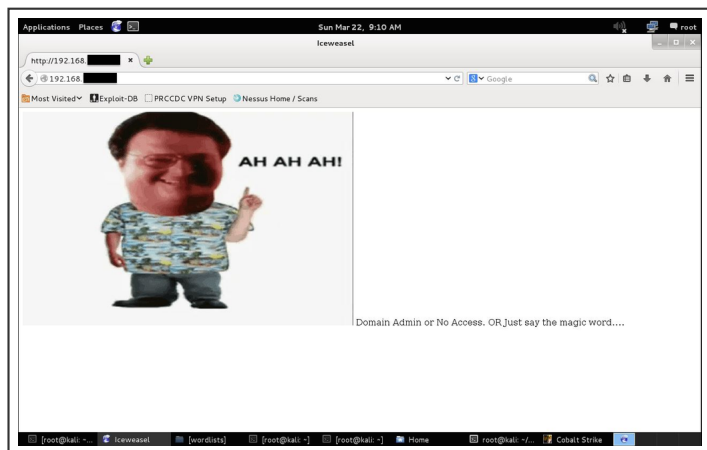 Applications Places Sun Mar 22, 9:10 AM root
Iceweasel
http://192.168.
192.168. Google
Most Visited Exploit-DB PRCCDC VPN Setup Nessus Home / Scans
AH AH AH!
Domain Admin or No Access. OR Just say the magic word....
[root@kali: ~... Iceweasel [wordlists] [root@kali: ~] [root@kali: ~] Home root@kali: ~/... Cobalt Strike